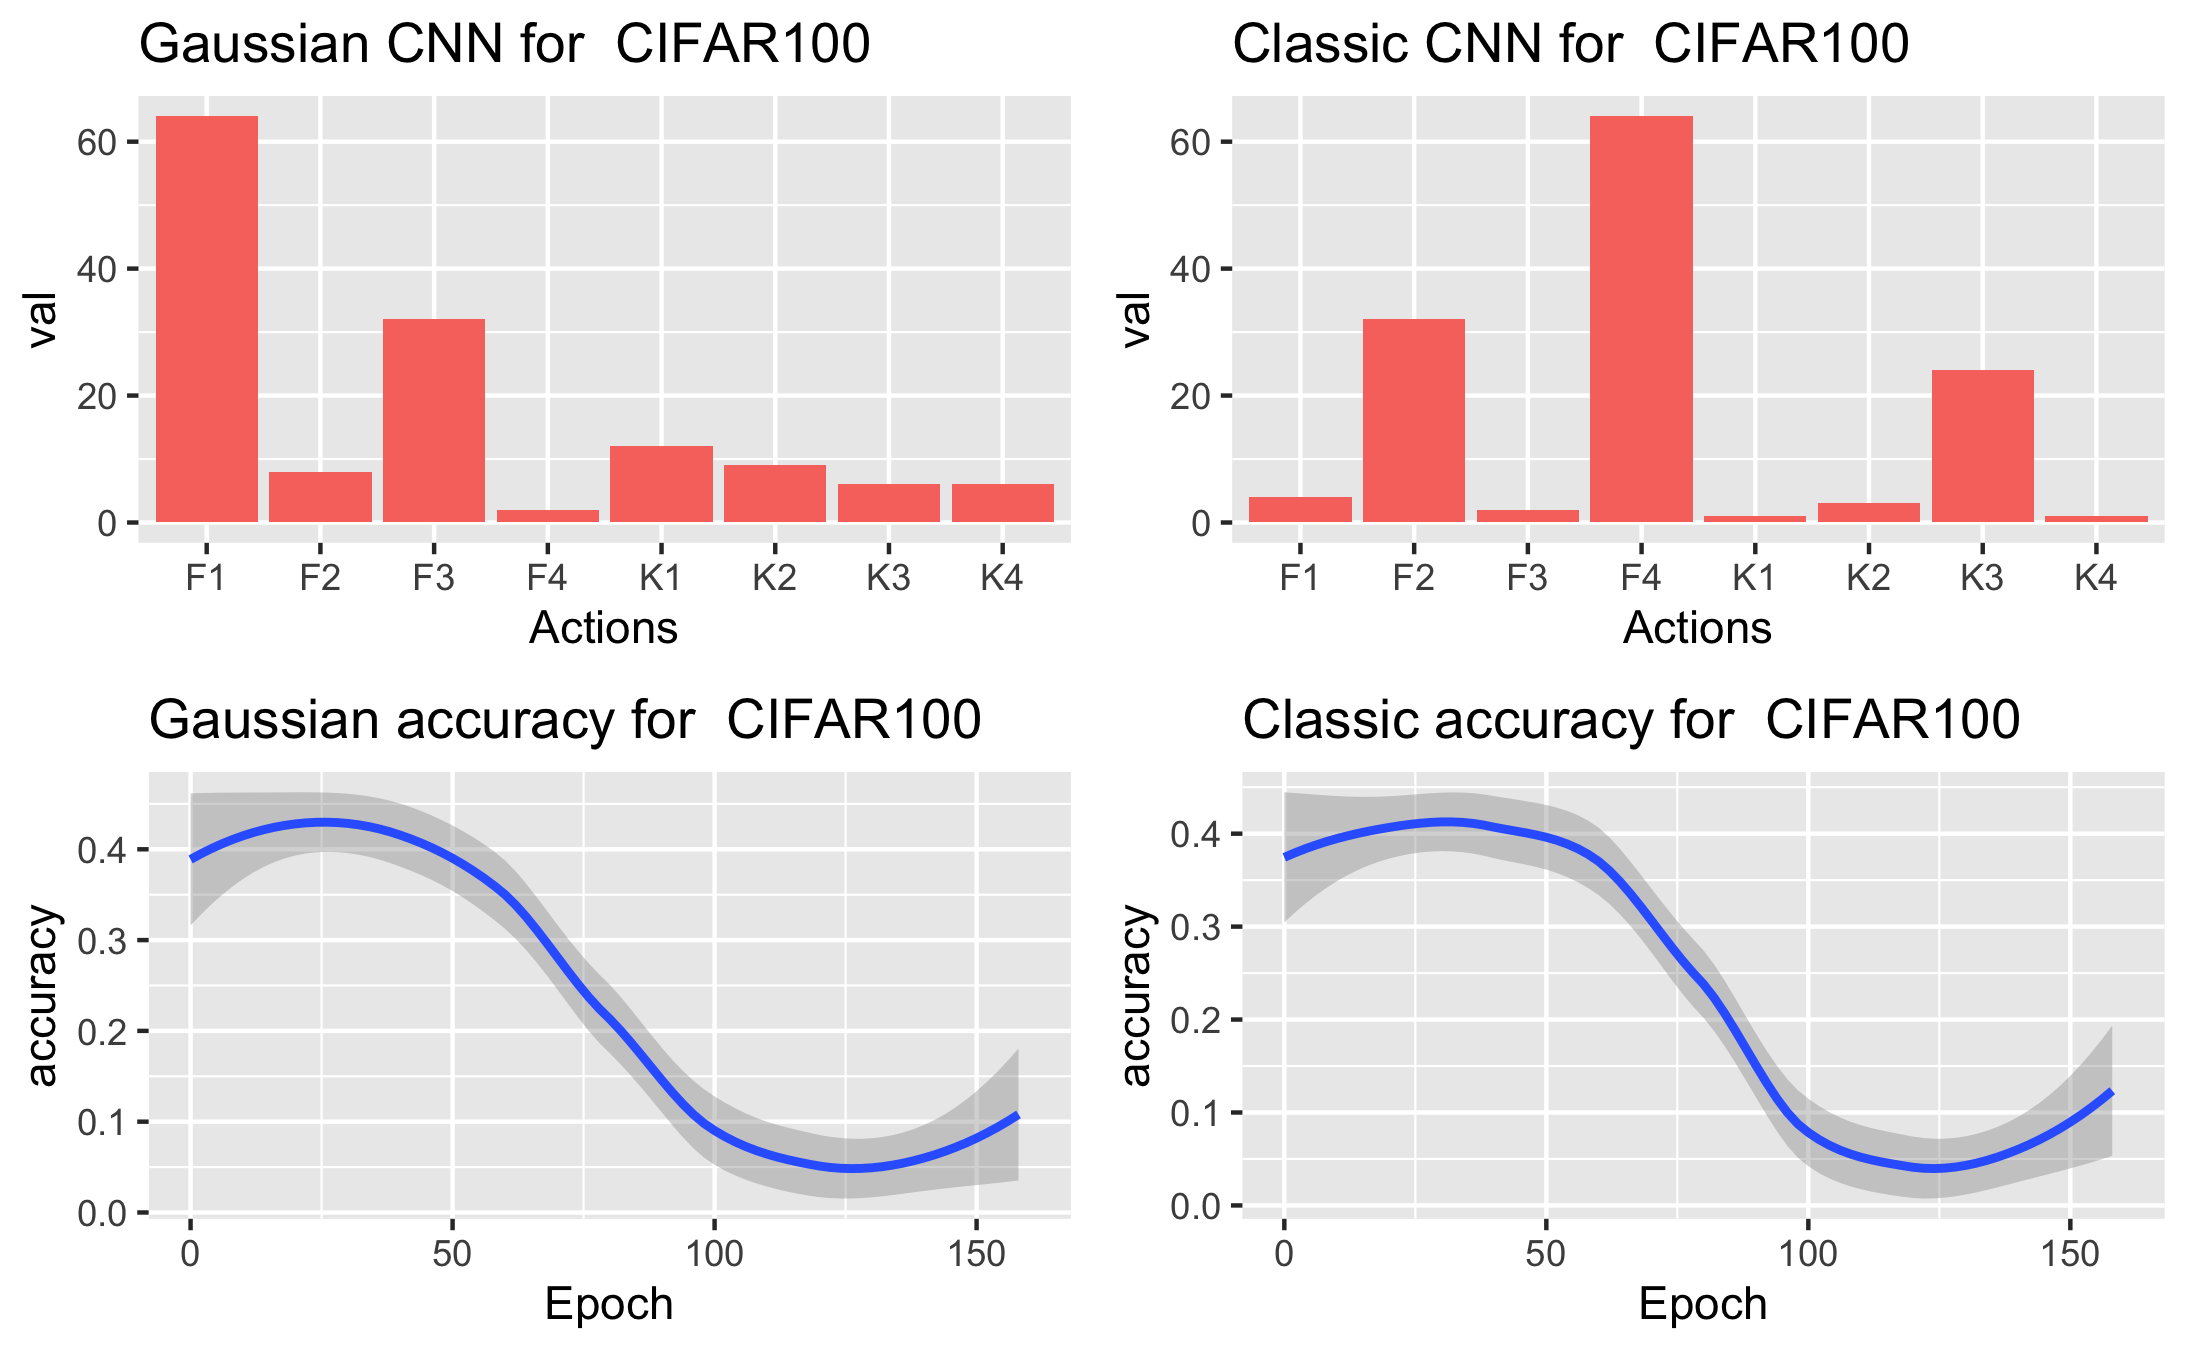 Gaussian CNN for  CIFAR100
60
40
20
0
val
F1 F2 F3 F4 K1 K2 K3 K4
Actions
Classic CNN for  CIFAR100
60
40
20
0
val
F1 F2 F3 F4 K1 K2 K3 K4
Actions
Gaussian accuracy for  CIFAR100
0.4
0.3
0.2
0.1
0.0
accuracy
0 50 100 150
Epoch
Classic accuracy for  CIFAR100
0.4
0.3
0.2
0.1
0.0
accuracy
0 50 100 150
Epoch